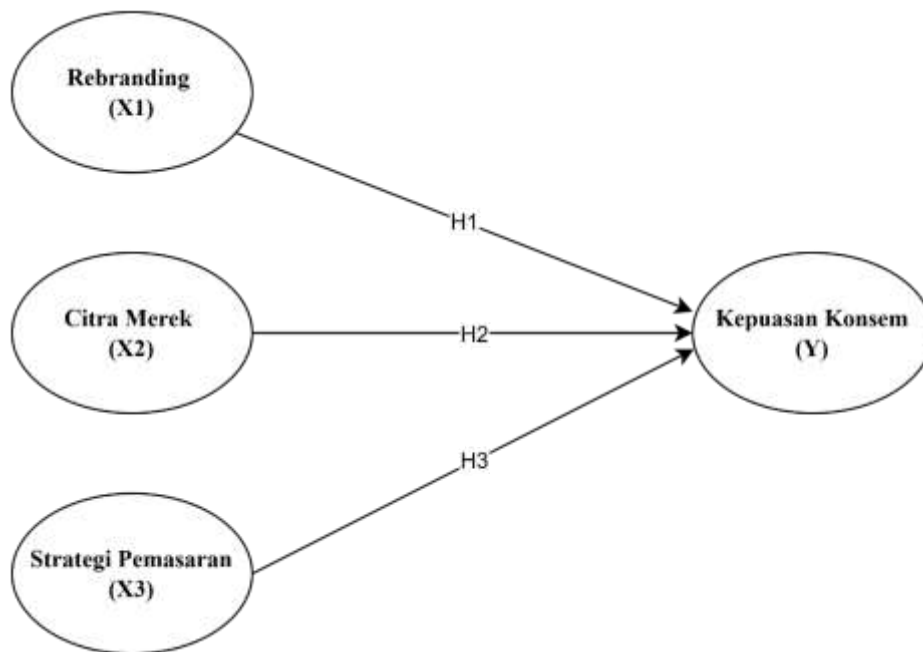 Rebranding
(X1)
H1
Citra Merek
(X2)
H2
Kepuasan Konsem
(Y)
H3
Strategi Pemasaran
(X3)